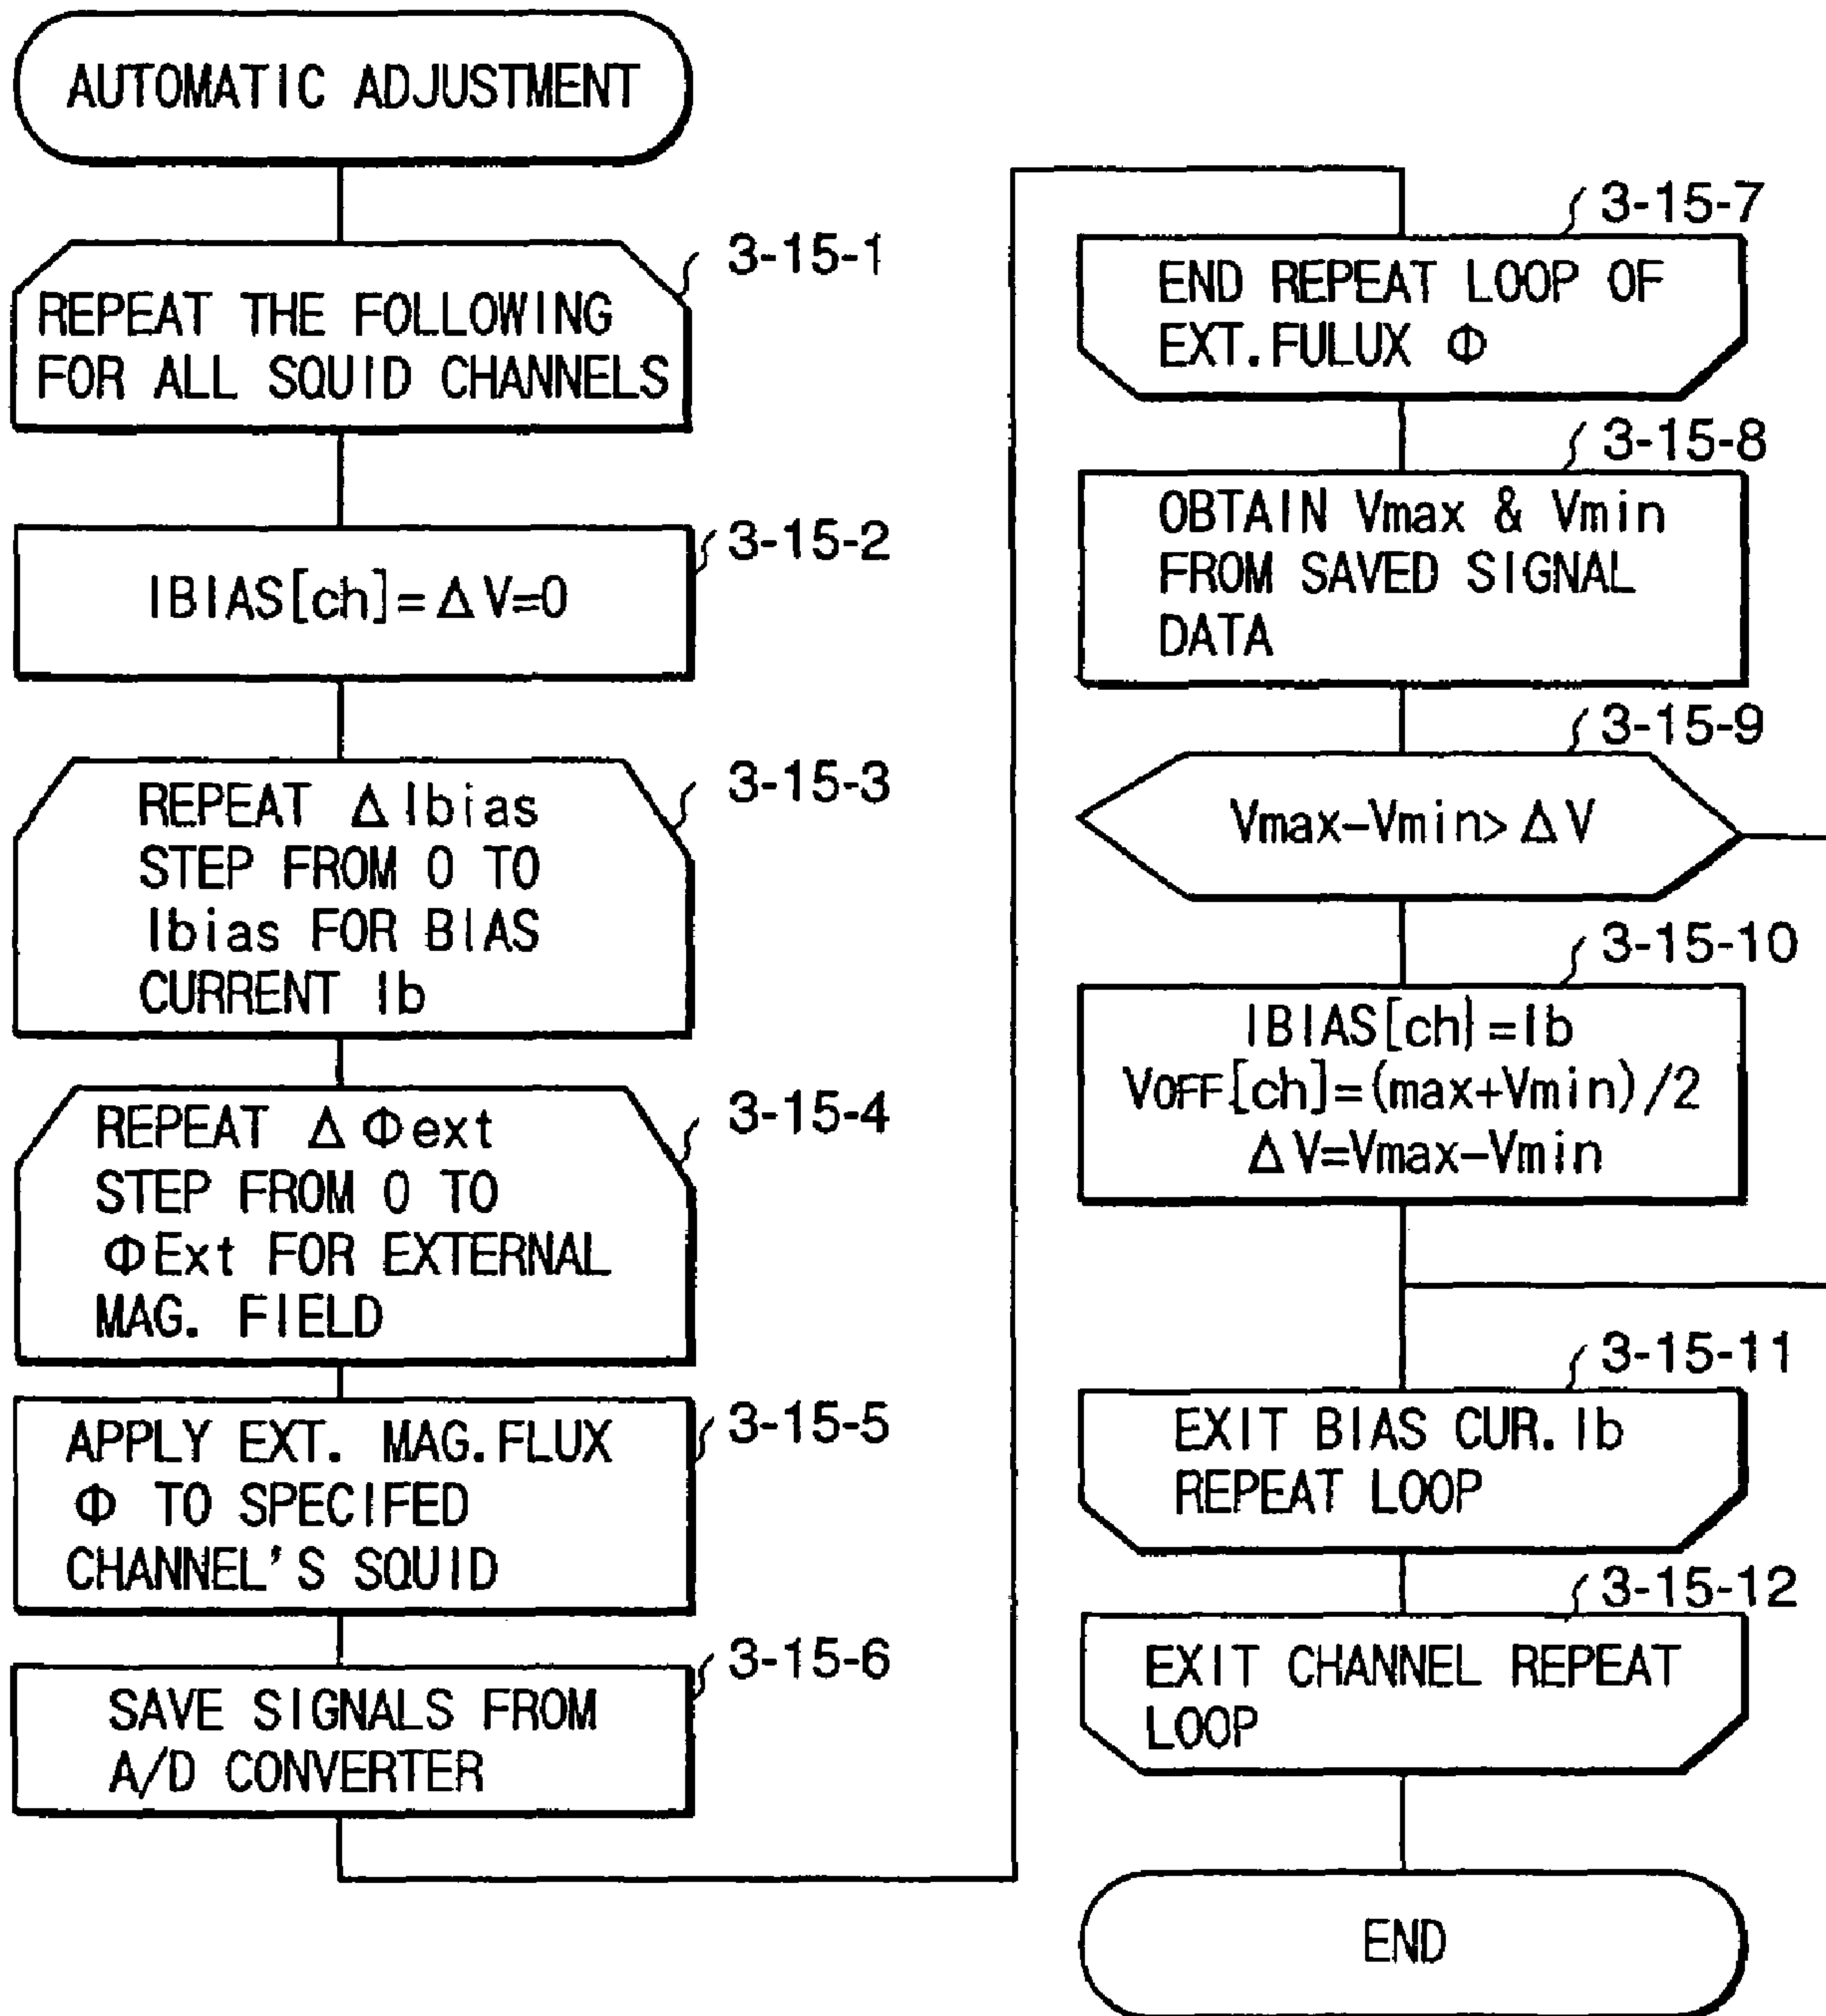 AUTOMATIC ADJUSTMENT
3-15-1
REPEAT THE FOLLOWING
FOR ALL SQUID CHANNELS
3-15-2
IBIAS[ch]=ΔV=0
3-15-3
REPEAT ΔIbias
STEP FROM 0 TO
Ibias FOR BIAS
CURRENT Ib
3-15-4
REPEAT ΔΦext
STEP FROM 0 TO
ΦExt FOR EXTERNAL
MAG. FIELD
3-15-5
APPLY EXT. MAG.FLUX
Φ TO SPECIFED
CHANNEL'S SQUID
3-15-6
SAVE SIGNALS FROM
A/D CONVERTER
3-15-7
END REPEAT LOOP OF
EXT.FULUX Φ
3-15-8
OBTAIN Vmax & Vmin
FROM SAVED SIGNAL
DATA
3-15-9
Vmax-Vmin>ΔV
3-15-10
IBIAS[ch]=Ib
VOFF[ch]=(max+Vmin)/2
ΔV=Vmax-Vmin
3-15-11
EXIT BIAS CUR.Ib
REPEAT LOOP
3-15-12
EXIT CHANNEL REPEAT
LOOP
END